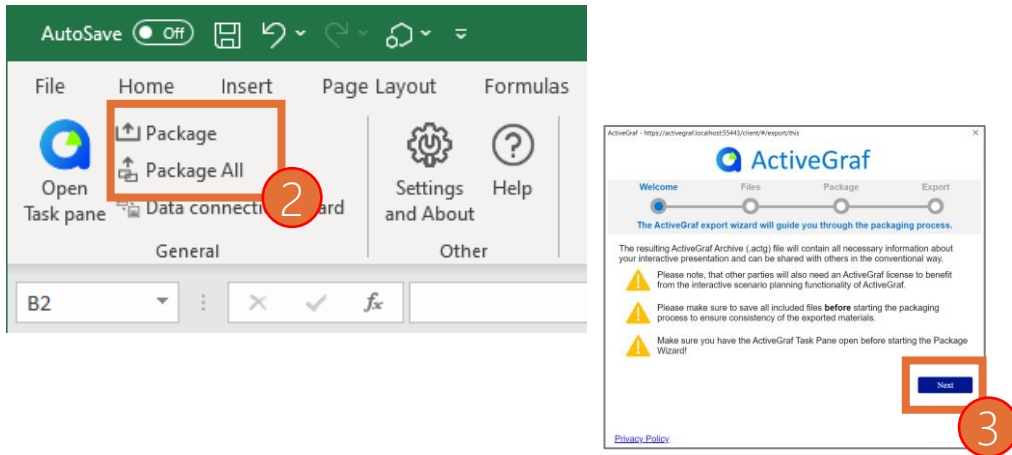 AutoSave Off
File Home Insert Page Layout Formulas
Package
Package All
2
Data connecti ard
Open
Task pane
Settings
and About
Help
General
Other
B2
fx
ActiveGraf - https://activegraf.localhost:55443/client/#/export/this
ActiveGraf
Welcome Files Package Export
The ActiveGraf export wizard will guide you through the packaging process.
The resulting ActiveGraf Archive (.actg) file will contain all necessary information about
your interactive presentation and can be shared with others in the conventional way.
Please note, that other parties will also need an ActiveGraf license to benefit
from the interactive scenario planning functionality of ActiveGraf.
Please make sure to save all included files before starting the packaging
process to ensure consistency of the exported materials.
Make sure you have the ActiveGraf Task Pane open before starting the Package
Wizard!
Next
3
Privacy Policy